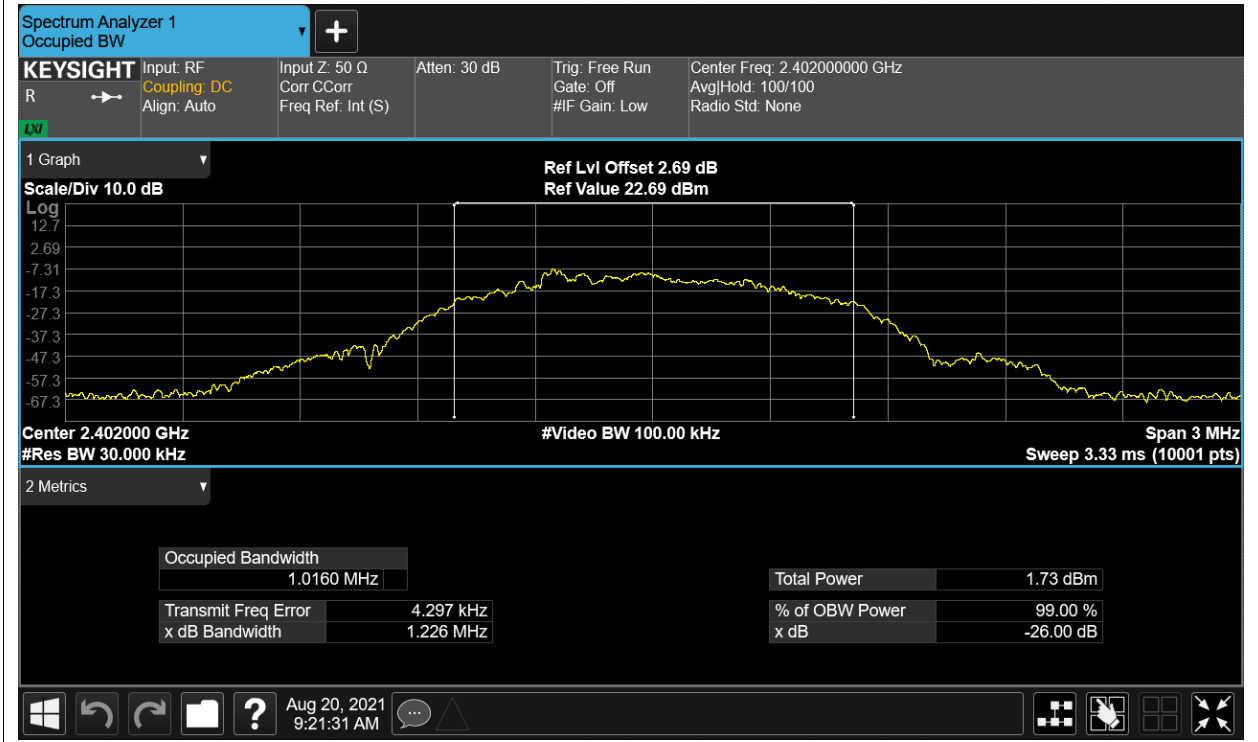 Spectrum Analyzer 1
Occupied BW
KEYSIGHT Input: RF Input Z: 50 Ω Atten: 30 dB Trig: Free Run Center Freq: 2.402000000 GHz
R Coupling: DC Corr CCorr Gate: Off Avg|Hold: 100/100
Align: Auto Freq Ref: Int (S) #IF Gain: Low Radio Std: None
LXI
1 Graph
Ref Lvl Offset 2.69 dB
Scale/Div 10.0 dB Ref Value 22.69 dBm
Log
12.7
2.69
-7.31
-17.3
-27.3
-37.3
-47.3
-57.3
-67.3
Center 2.402000 GHz #Video BW 100.00 kHz Span 3 MHz
#Res BW 30.000 kHz Sweep 3.33 ms (10001 pts)
2 Metrics
Occupied Bandwidth
1.0160 MHz Total Power 1.73 dBm
Transmit Freq Error 4.297 kHz % of OBW Power 99.00 %
x dB Bandwidth 1.226 MHz x dB -26.00 dB
? Aug 20, 2021
9:21:31 AM